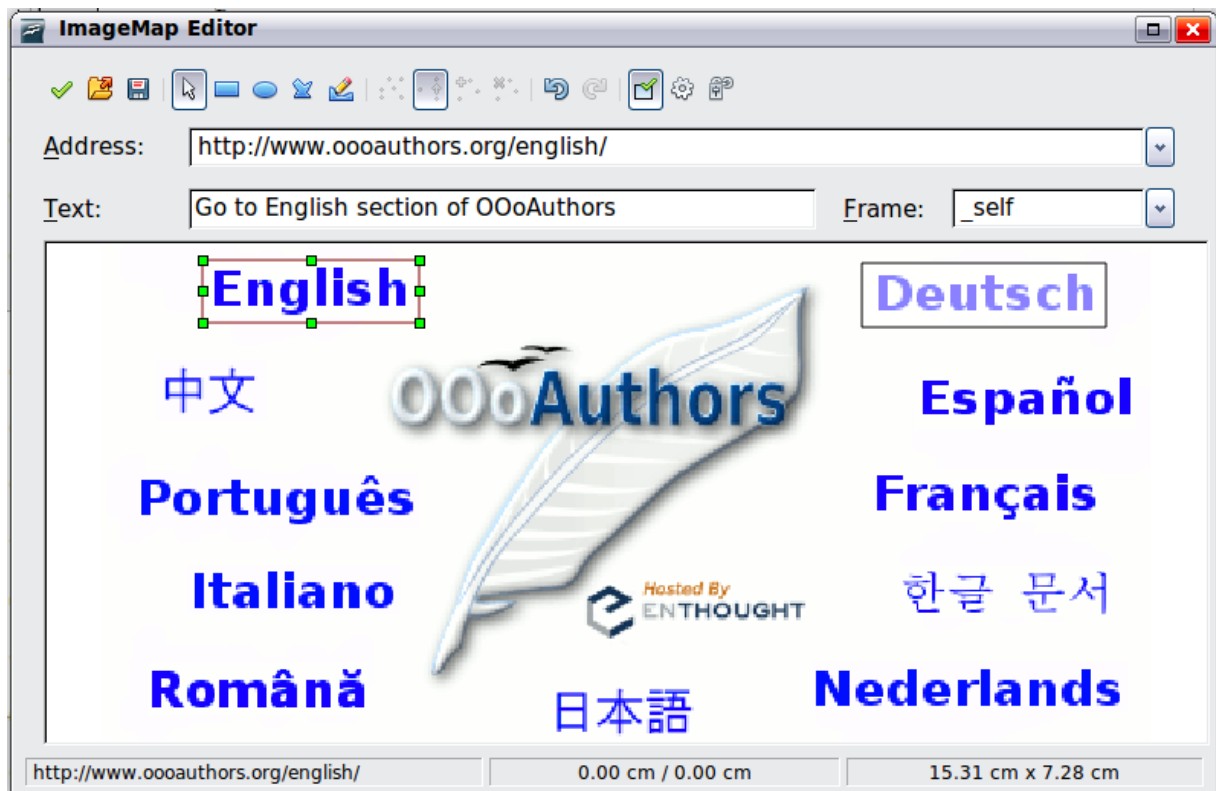 ImageMap Editor
Address: http://www.oooauthors.org/english/
Text: Go to English section of OOoAuthors Frame: _self
English Deutsch
中文 OOoAuthors Español
Português Français
Italiano Hosted By 한글 문서
ENTHOUGHT
Română 日本語 Nederlands
http://www.oooauthors.org/english/ 0.00 cm / 0.00 cm 15.31 cm x 7.28 cm